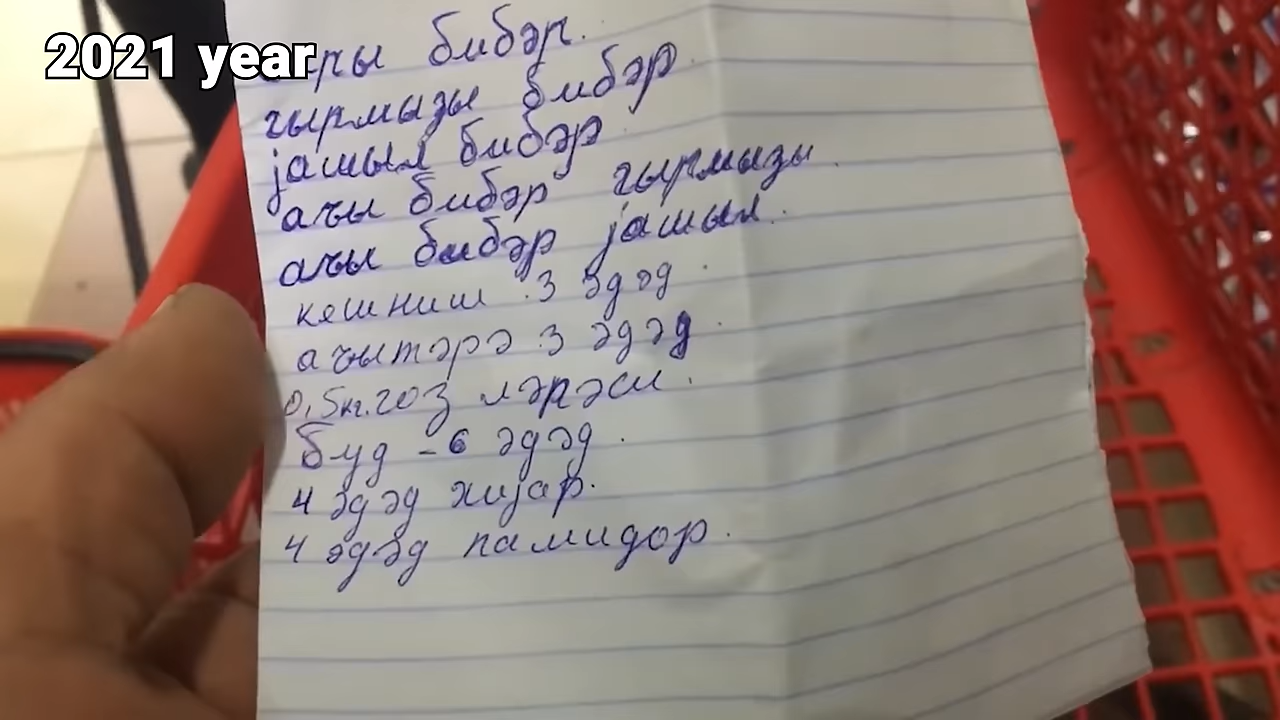 2021 year
бибәр.
гырмызы бибәр
јашыл бибәр
ачы бибәр гырмызы.
ачы бибәр јашыл.
кешниш 3 әдәд.
ачытәрә 3 әдәд.
0,5кг. гоз ләпәси.
буд - 6 әдәд.
4 әдәд хијар.
4 әдәд памидор.